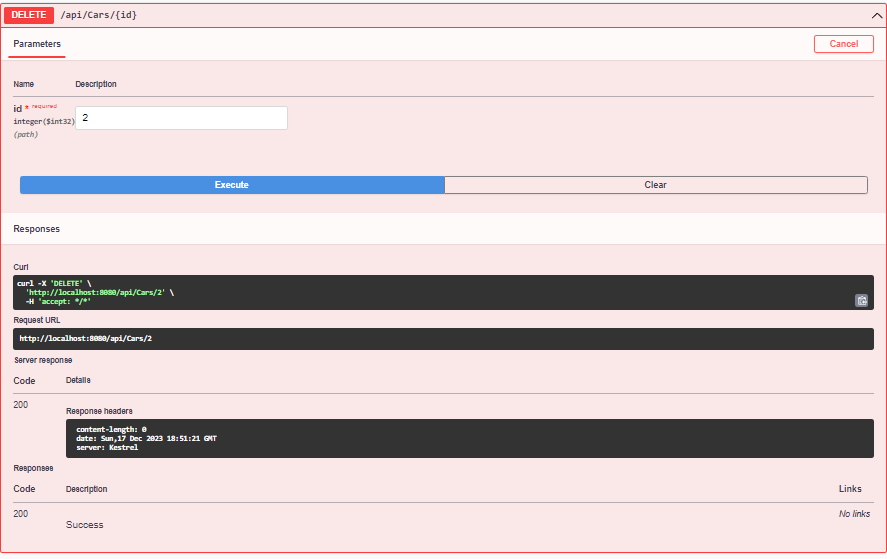 DELETE /api/Cars/{id}
Parameters Cancel
Name Description
id * required
integer($int32)
(path)
2
Execute Clear
Responses
Curl
curl -X 'DELETE' \
'http://localhost:8080/api/Cars/2' \
-H 'accept: */*'
Request URL
http://localhost:8080/api/Cars/2
Server response
Code Details
200
Response headers
content-length: 0
date: Sun,17 Dec 2023 18:51:21 GMT
server: Kestrel
Responses
Code Description Links
200 No links
Success